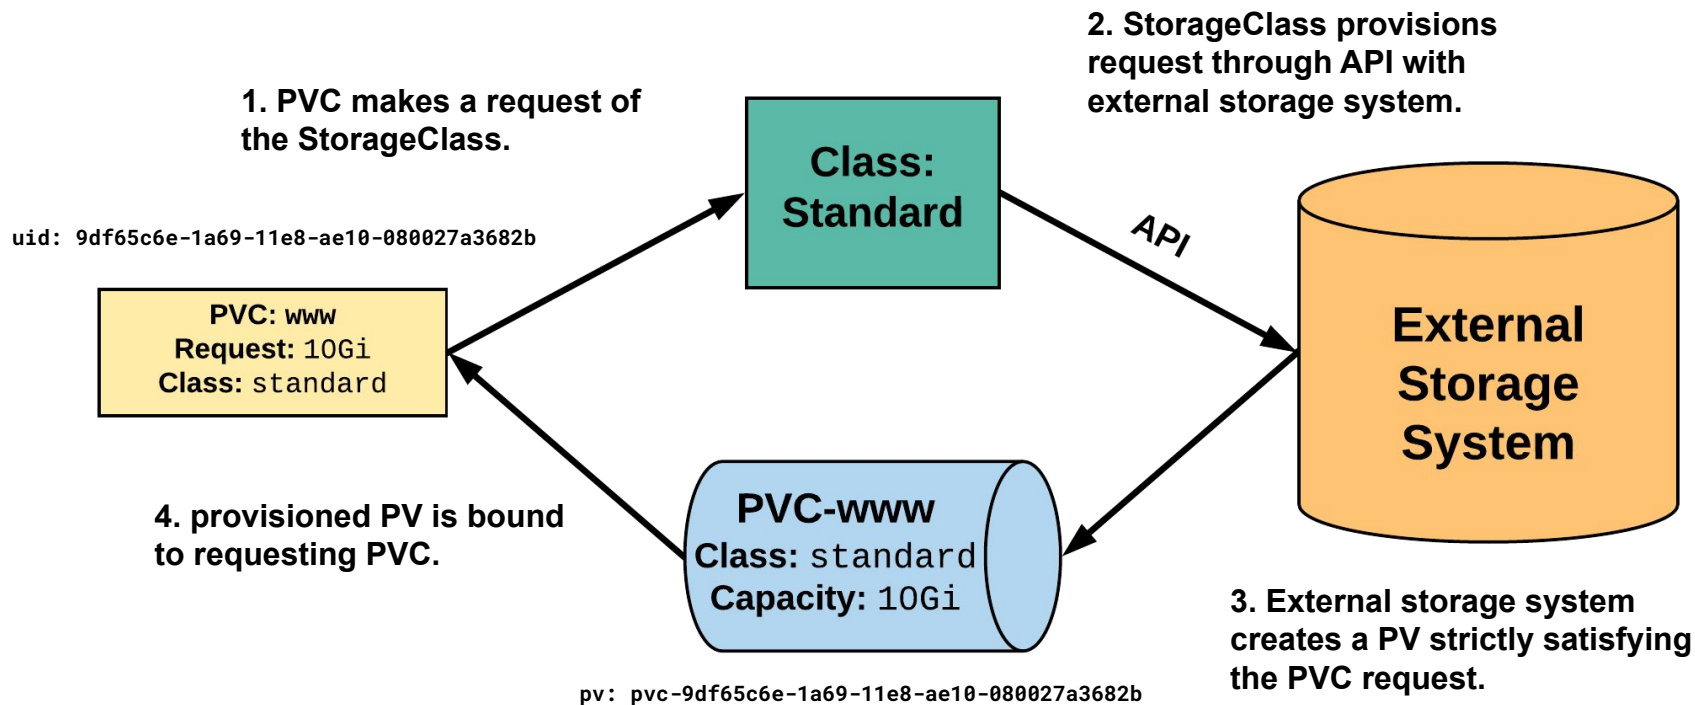 1. PVC makes a request of
the StorageClass.
2. StorageClass provisions
request through API with
external storage system.
Class:
Standard
API
uid: 9df65c6e-1a69-11e8-ae10-080027a3682b
PVC: www
Request: 10Gi
Class: standard
External
Storage
System
4. provisioned PV is bound
to requesting PVC.
PVC-www
Class: standard
Capacity: 10Gi
3. External storage system
creates a PV strictly satisfying
the PVC request.
pv: pvc-9df65c6e-1a69-11e8-ae10-080027a3682b